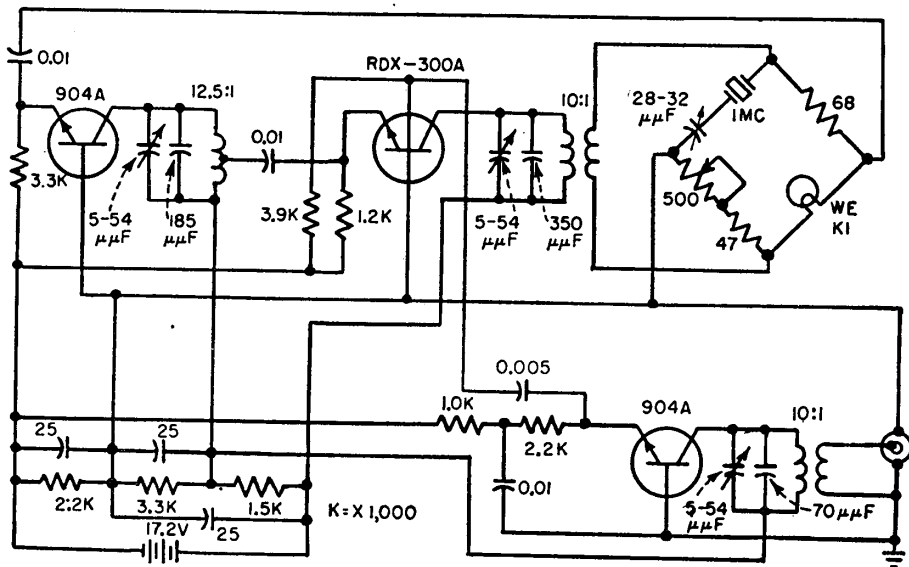 0.01
904A
12.5:1
RDX-300A
10:1
28-32
μμF
1MC
68
3.3K
5-54
μμF
185
μμF
0.01
3.9K
1.2K
5-54
μμF
350
μμF
500
47
WE
K1
0.005
1.0K
2.2K
904A
10:1
25
25
2.2K
3.3K
1.5K
K = X 1,000
0.01
5-54
μμF
70 μμF
25
17.2V